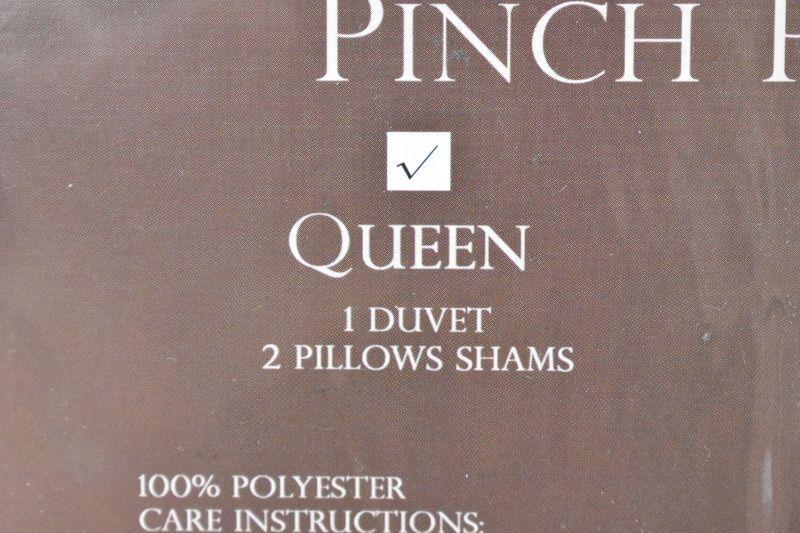 PINCH
QUEEN
1 DUVET
2 PILLOWS SHAMS
100% POLYESTER
CARE INSTRUCTIONS: